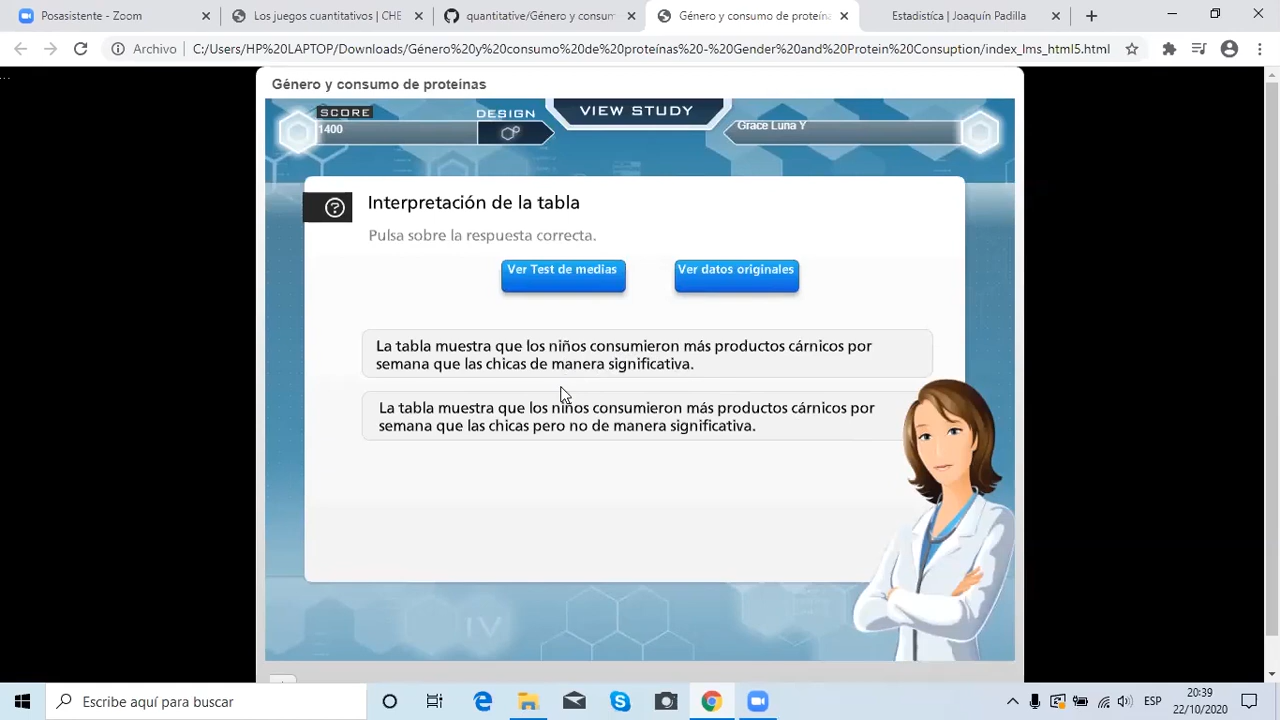 Posasistente - Zoom
Los juegos cuantitativos | CHE
quantitative/Género y consum
Género y consumo de proteína
Estadistíca | Joaquín Padilla
Archivo
C:/Users/HP%20LAPTOP/Downloads/Género%20y%20consumo%20de%20proteínas%20-%20Gender%20and%20Protein%20Consuption/index_lms_html5.html
...
Género y consumo de proteínas
SCORE
1400
DESIGN
VIEW STUDY
Grace Luna Y
Interpretación de la tabla
Pulsa sobre la respuesta correcta.
Ver Test de medias
Ver datos originales
La tabla muestra que los niños consumieron más productos cárnicos por
semana que las chicas de manera significativa.
La tabla muestra que los niños consumieron más productos cárnicos por
semana que las chicas pero no de manera significativa.
IV
Escribe aquí para buscar
ESP
20:39
22/10/2020